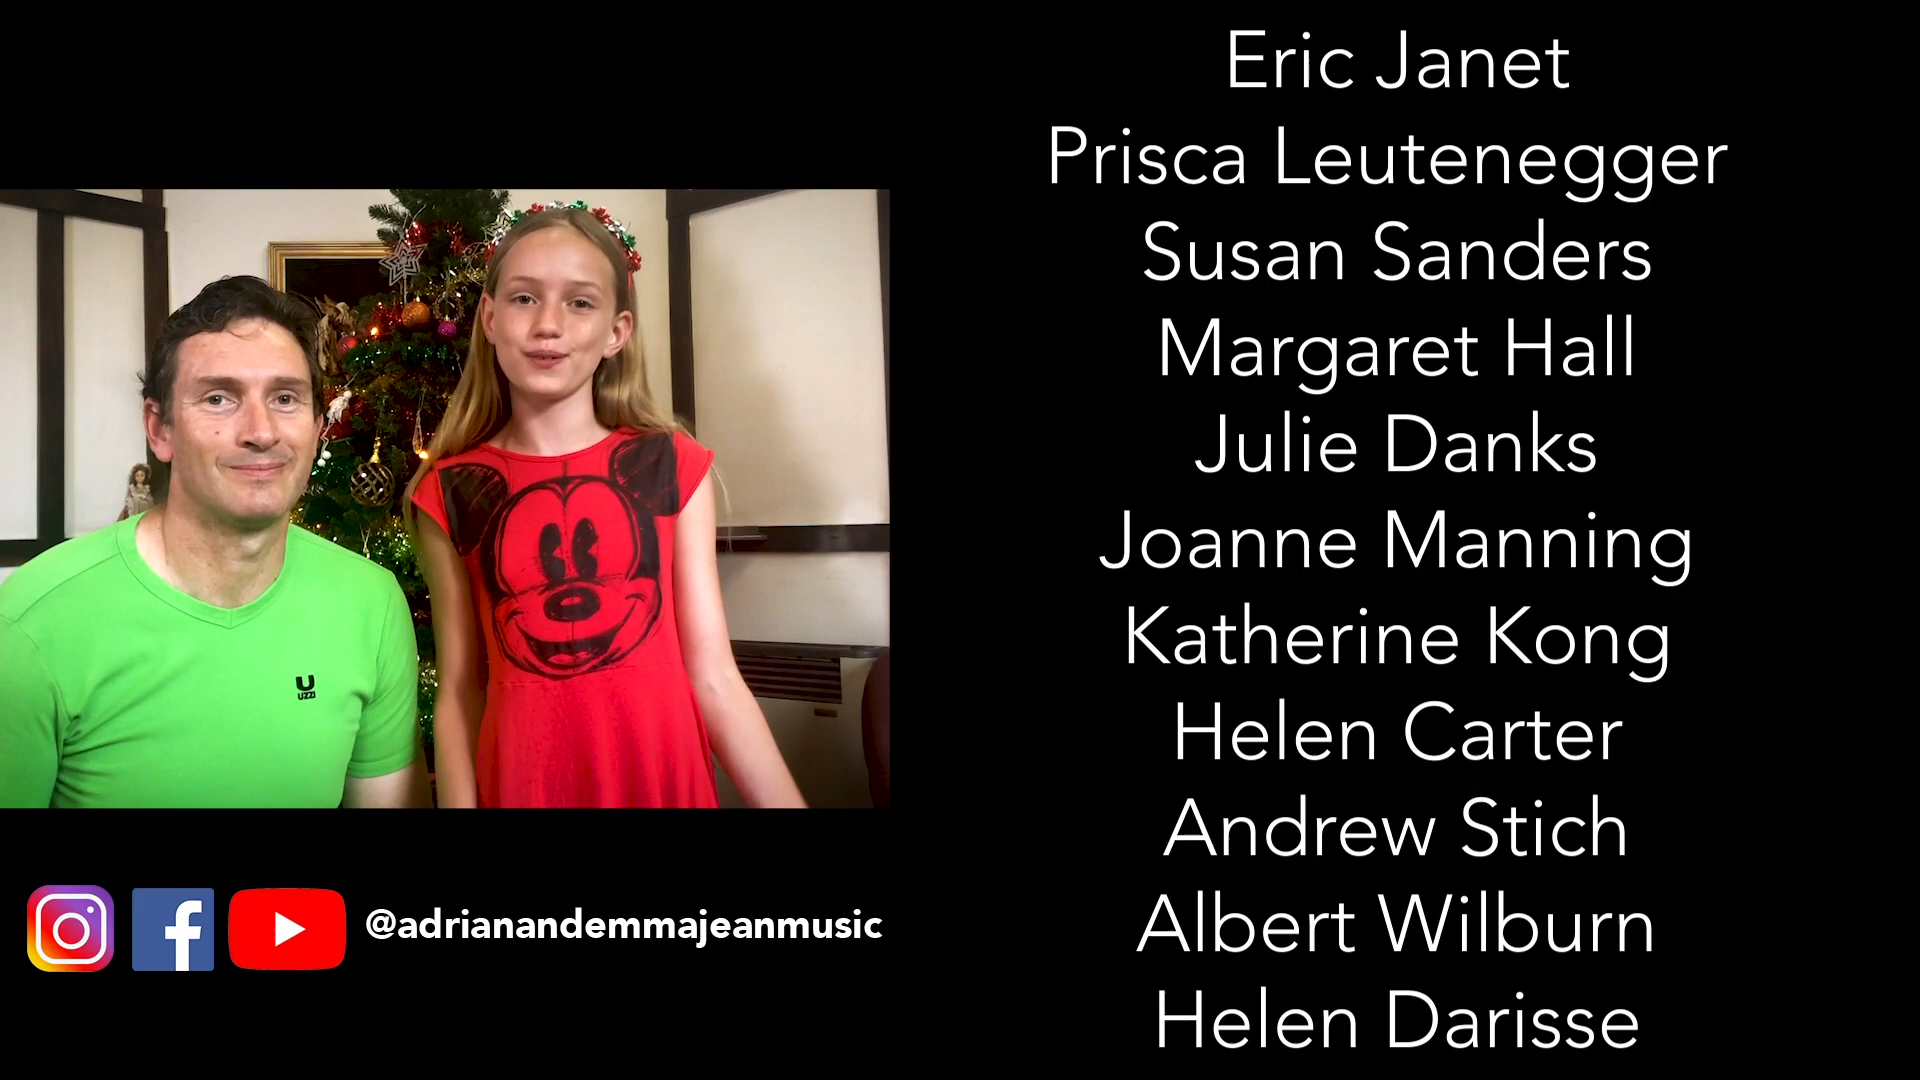 Eric Janet
Prisca Leutenegger
Susan Sanders
Margaret Hall
Julie Danks
Joanne Manning
Katherine Kong
Helen Carter
Andrew Stich
Albert Wilburn
Helen Darisse
U
UZZI
@adrianandemmajeanmusic